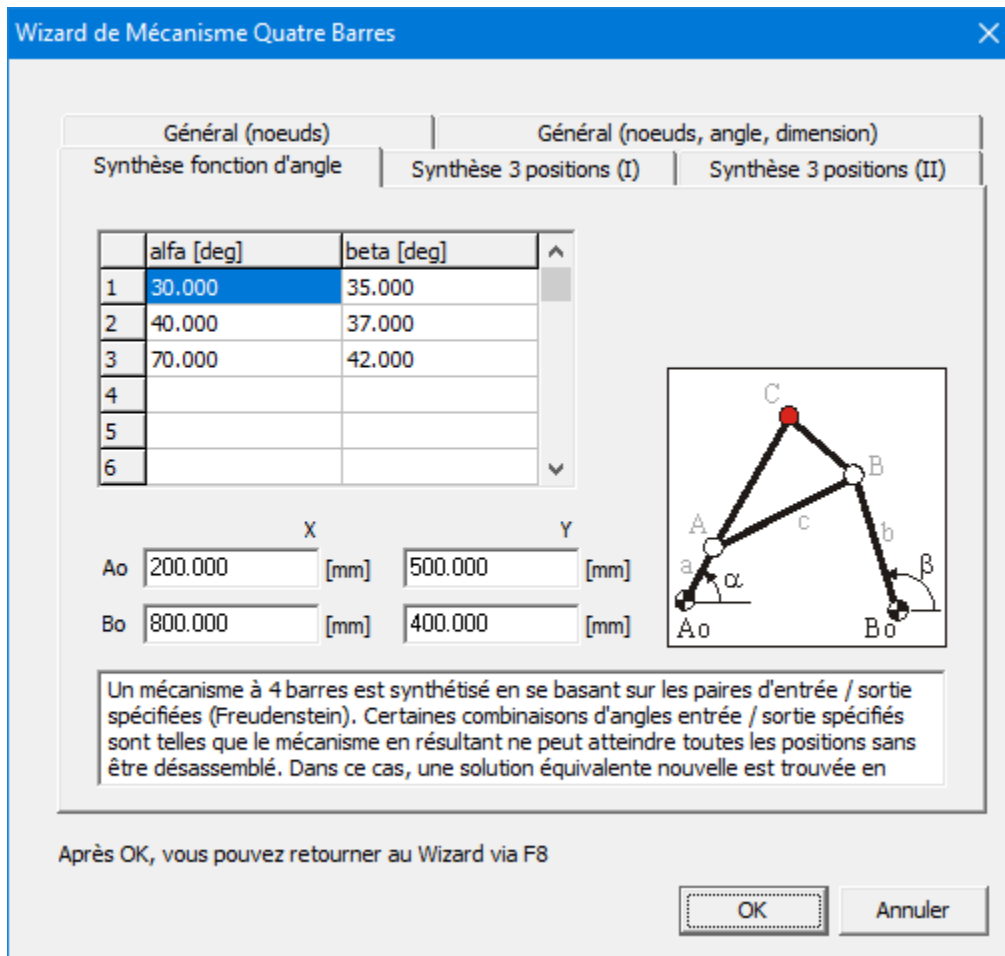 Wizard de Mécanisme Quatre Barres
Général (noeuds) Général (noeuds, angle, dimension)
Synthèse fonction d'angle Synthèse 3 positions (I) Synthèse 3 positions (II)
alfa [deg] beta [deg]
1 30.000 35.000
2 40.000 37.000
3 70.000 42.000
4
5
6
C
B
A
c
b
a
α
β
Ao
Bo
X Y
Ao 200.000 [mm] 500.000 [mm]
Bo 800.000 [mm] 400.000 [mm]
Un mécanisme à 4 barres est synthétisé en se basant sur les paires d'entrée / sortie
spécifiées (Freudenstein). Certaines combinaisons d'angles entrée / sortie spécifiés
sont telles que le mécanisme en résultant ne peut atteindre toutes les positions sans
être désassemblé. Dans ce cas, une solution équivalente nouvelle est trouvée en
Après OK, vous pouvez retourner au Wizard via F8
OK Annuler